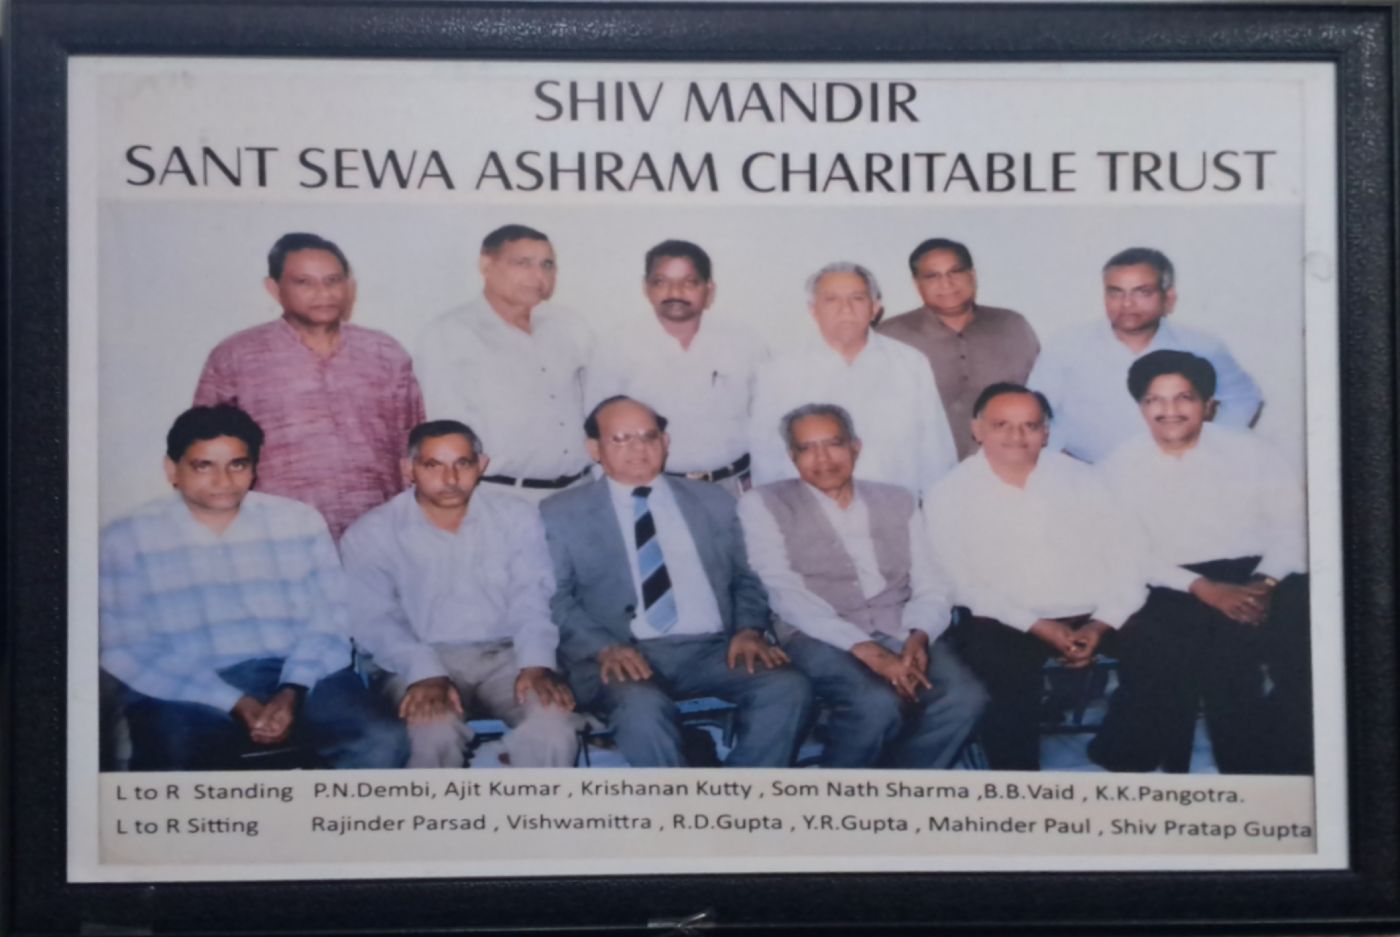 SHIV MANDIR
SANT SEWA ASHRAM CHARITABLE TRUST
L to R Standing P.N.Dembi, Ajit Kumar , Krishanan Kutty , Som Nath Sharma ,B.B.Vaid , K.K.Pangotra.
L to R Sitting Rajinder Parsad , Vishwamittra , R.D.Gupta , Y.R.Gupta , Mahinder Paul , Shiv Pratap Gupta